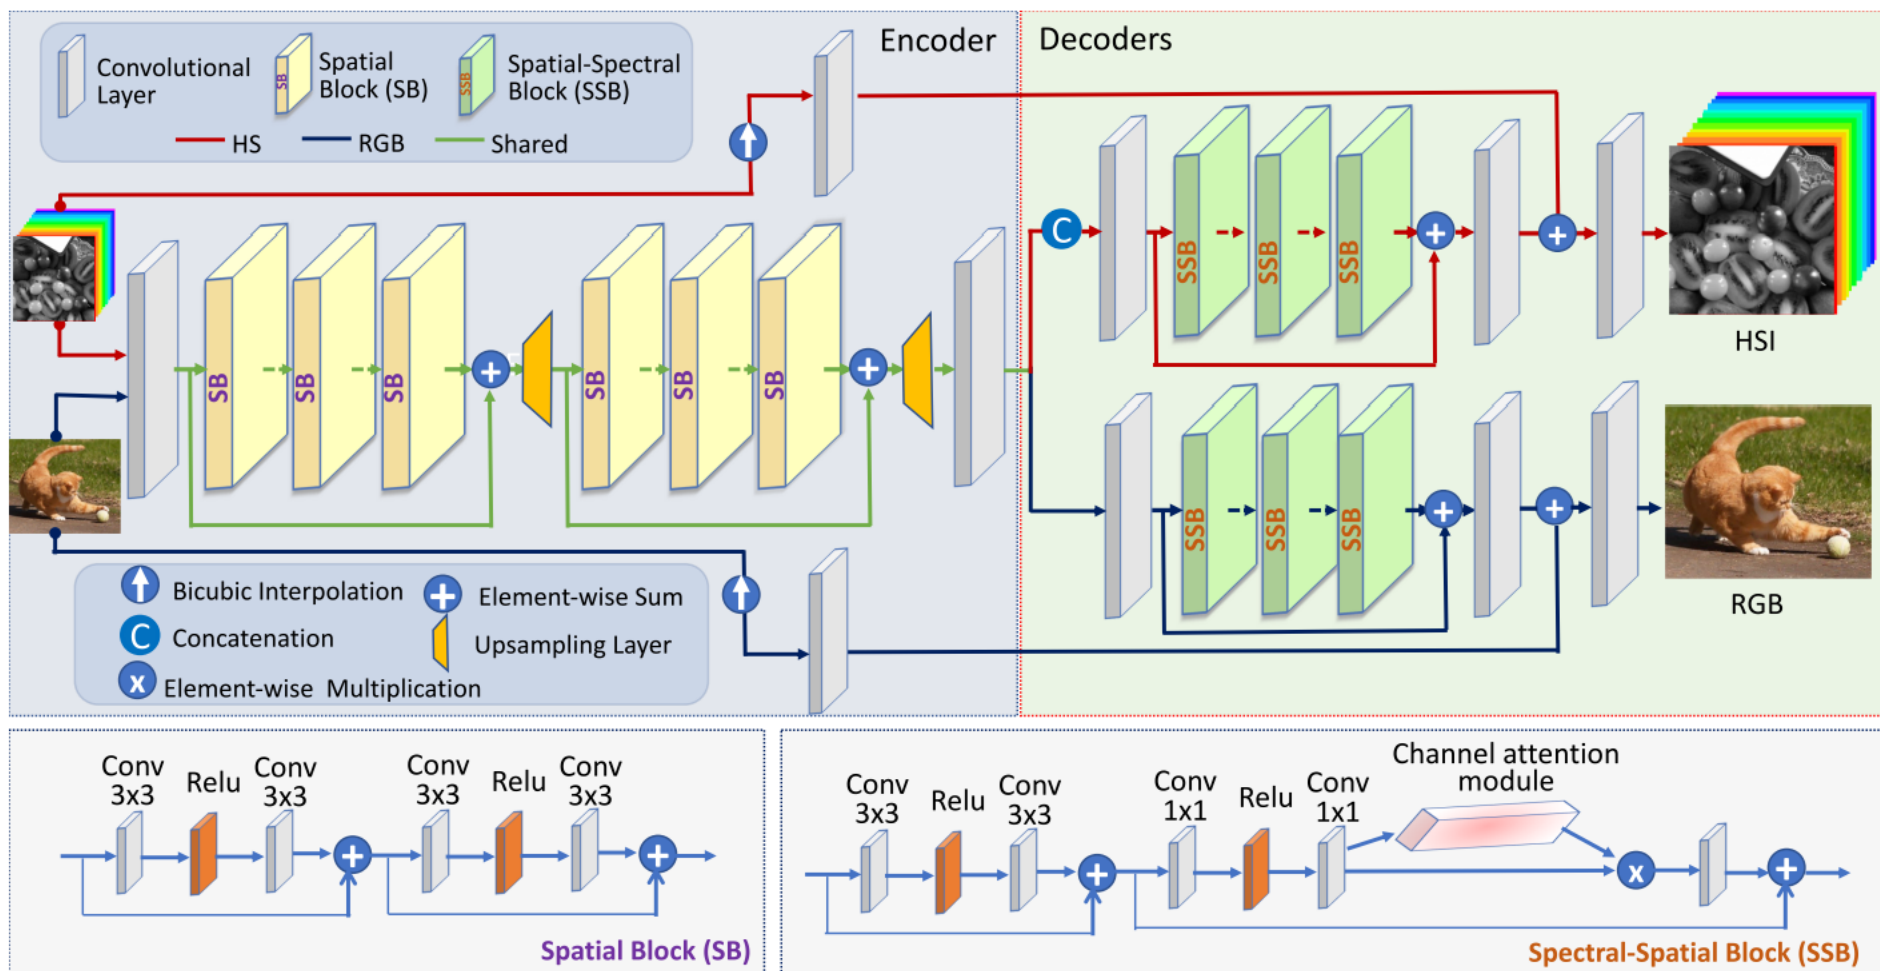 Encoder
Decoders
Convolutional
Layer
SB
Spatial
Block (SB)
SSB
Spatial-Spectral
Block (SSB)
HS
RGB
Shared
SB
SB
SB
SB
SB
SB
C
SSB
SSB
SSB
HSI
SSB
SSB
SSB
RGB
Bicubic Interpolation
Element-wise Sum
C
Concatenation
Upsampling Layer
x
Element-wise Multiplication
Conv
3x3
Relu
Conv
3x3
Conv
3x3
Relu
Conv
3x3
Spatial Block (SB)
Conv
3x3
Relu
Conv
3x3
Conv
1x1
Relu
Conv
1x1
Channel attention
module
x
Spectral-Spatial Block (SSB)